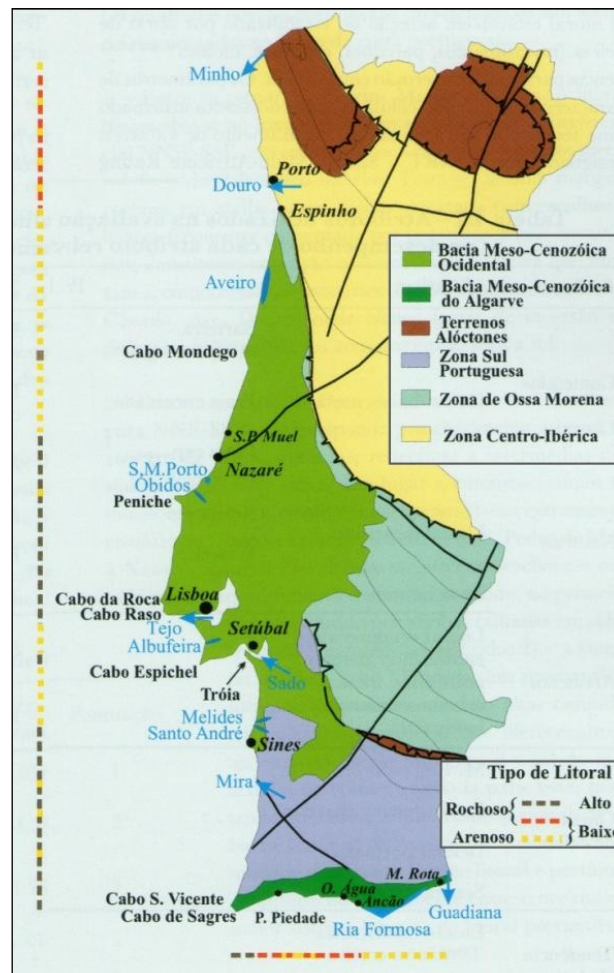 Minho
Porto
Douro
Espinho
Aveiro
Cabo Mondego
S.P. Muel
Nazaré
S.M.Porto
Óbidos
Peniche
Lisboa
Cabo da Roca
Cabo Raso
Tejo
Setúbal
Albufeira
Cabo Espichel
Sado
Tróia
Melides
Santo André
Sines
Mira
M. Rota
O. Água
Ancão
Cabo S. Vicente
Cabo de Sagres
P. Piedade
Guadiana
Ria Formosa
Bacia Meso-Cenozóica
Ocidental
Bacia Meso-Cenozóica
do Algarve
Terrenos
Alóctones
Zona Sul
Portuguesa
Zona de Ossa Morena
Zona Centro-Ibérica
Tipo de Litoral
Rochoso
Alto
Arenoso
Baixo